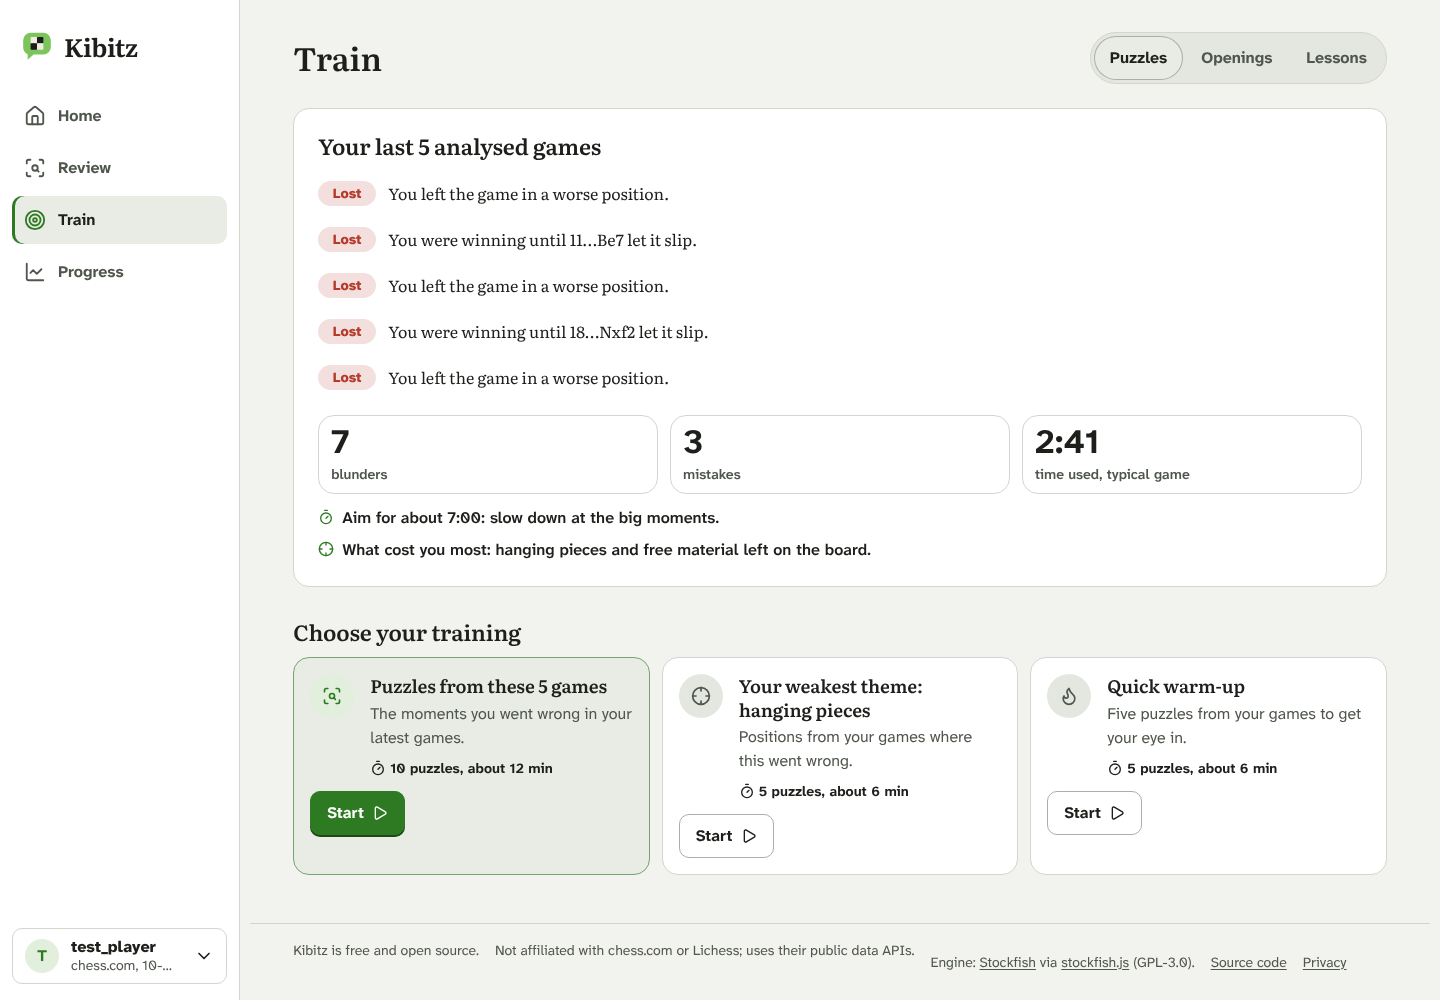 Kibitz
Home
Review
Train
Progress
test_player
chess.com, 10-...
T
Train
Puzzles
Openings
Lessons
Your last 5 analysed games
Lost You left the game in a worse position.
Lost You were winning until 11...Be7 let it slip.
Lost You left the game in a worse position.
Lost You were winning until 18...Nxf2 let it slip.
Lost You left the game in a worse position.
7
blunders
3
mistakes
2:41
time used, typical game
Aim for about 7:00: slow down at the big moments.
What cost you most: hanging pieces and free material left on the board.
Choose your training
Puzzles from these 5 games
The moments you went wrong in your
latest games.
10 puzzles, about 12 min
Start
Your weakest theme:
hanging pieces
Positions from your games where
this went wrong.
5 puzzles, about 6 min
Start
Quick warm-up
Five puzzles from your games to get
your eye in.
5 puzzles, about 6 min
Start
Kibitz is free and open source. Not affiliated with chess.com or Lichess; uses their public data APIs.
Engine: Stockfish via stockfish.js (GPL-3.0). Source code Privacy